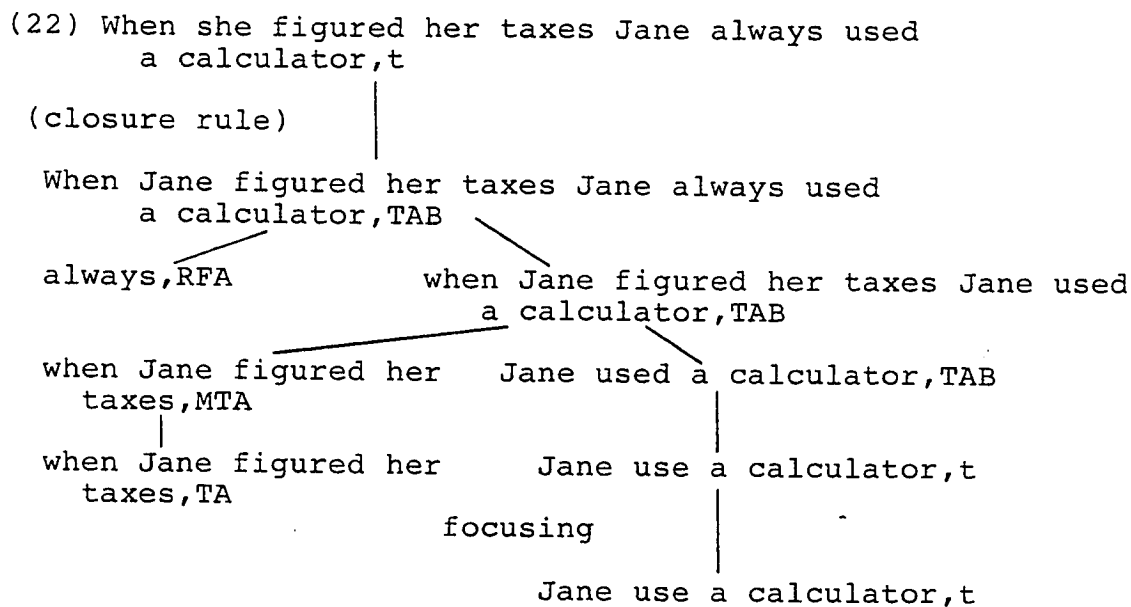 (22) When she figured her taxes Jane always used
a calculator,t
(closure rule)
When Jane figured her taxes Jane always used
a calculator,TAB
always,RFA when Jane figured her taxes Jane used
a calculator,TAB
when Jane figured her Jane used a calculator,TAB
taxes,MTA
when Jane figured her Jane use a calculator,t
taxes,TA
focusing
Jane use a calculator,t